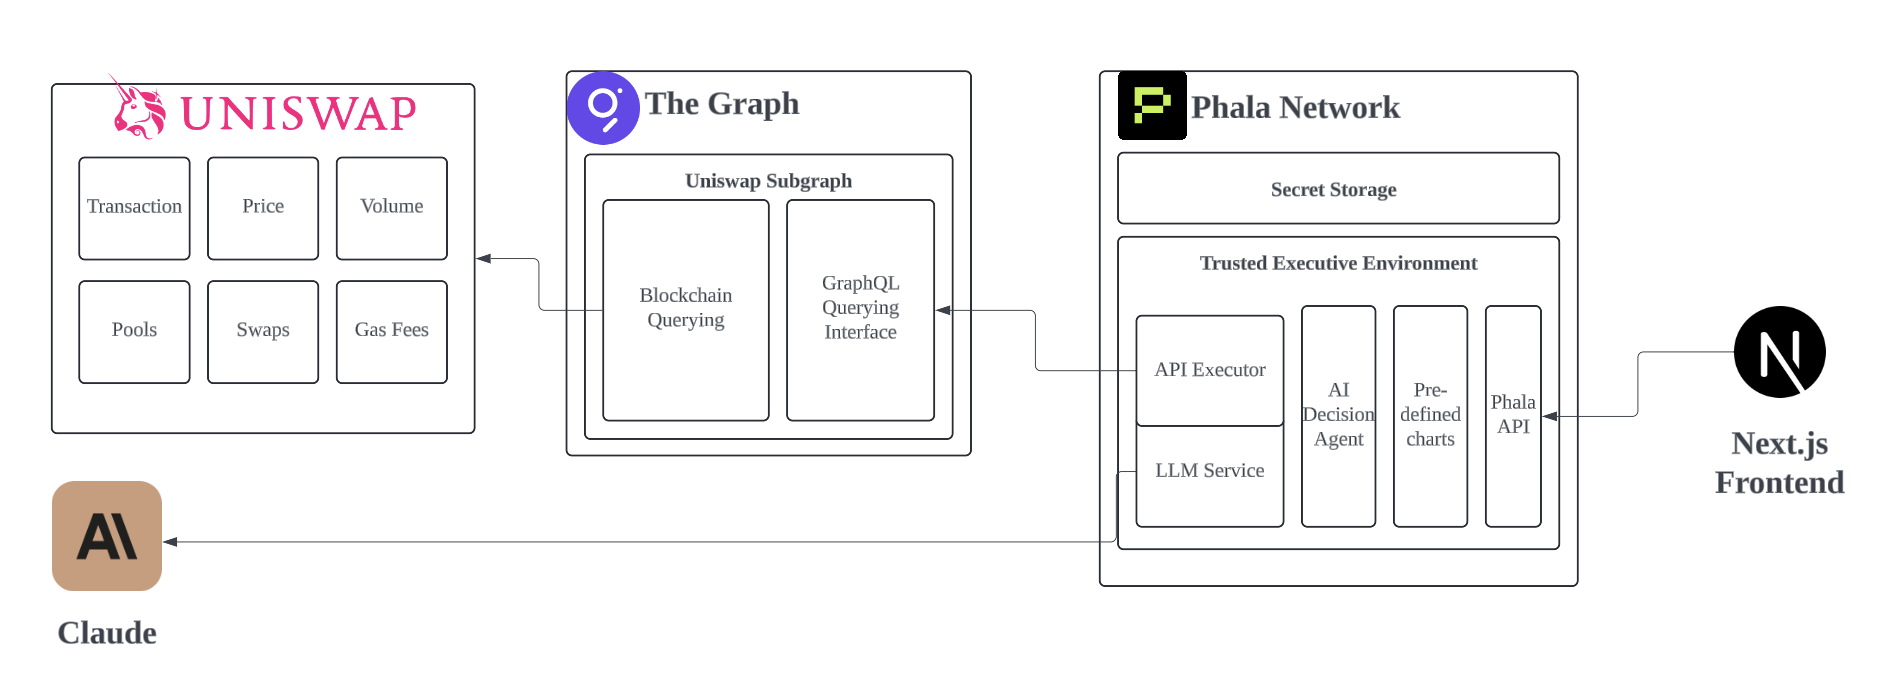 UNISWAP
Transaction
Price
Volume
Pools
Swaps
Gas Fees
Claude
The Graph
Uniswap Subgraph
Blockchain
Querying
GraphQL
Querying
Interface
Phala Network
Secret Storage
Trusted Executive Environment
API Executor
LLM Service
AI
Decision
Agent
Pre-
defined
charts
Phala
API
Next.js
Frontend